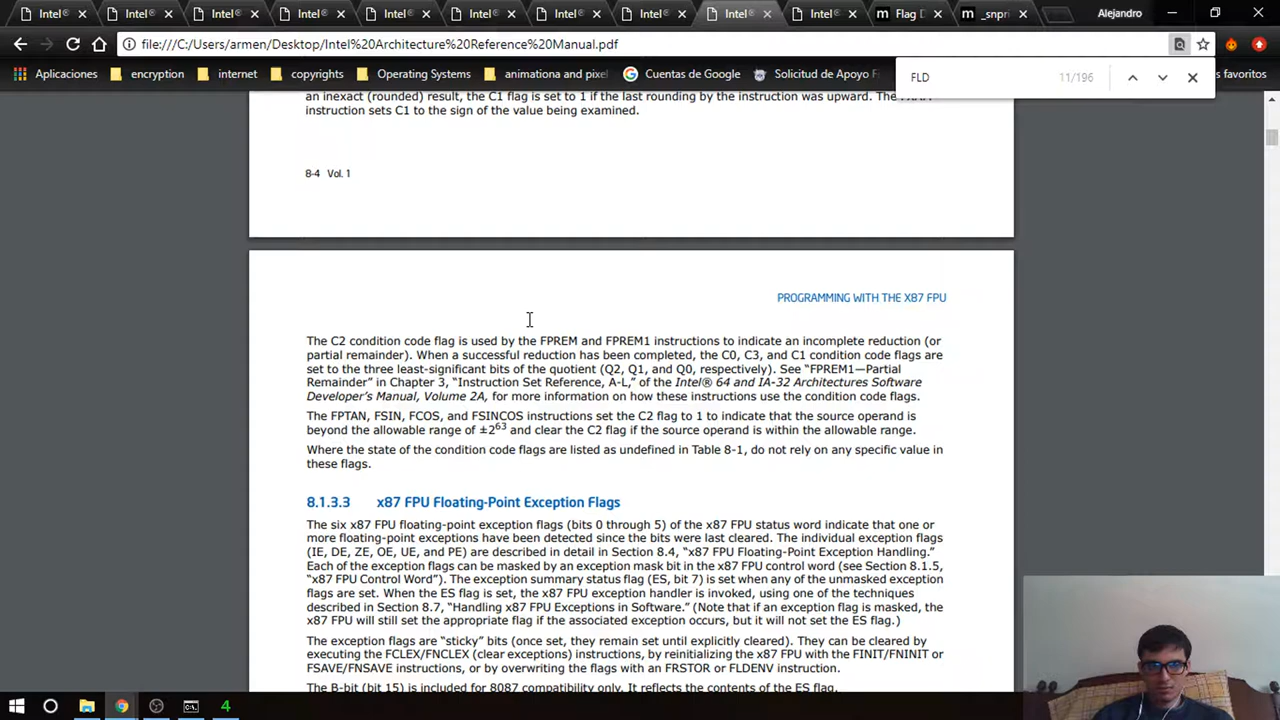 Intel® Intel® Intel® Intel® Intel® Intel® Intel® Intel® Intel® Intel® Flag D _snpri Alejandro
file:///C:/Users/armen/Desktop/Intel%20Architecture%20Reference%20Manual.pdf
Aplicaciones encryption internet copyrights Operating Systems animationa and pixel Cuentas de Google Solicitud de Apoyo s favoritos
FLD 11/196
an inexact (rounded) result, the C1 flag is set to 1 if the last rounding by the instruction was upward. The
instruction sets C1 to the sign of the value being examined.
8-4 Vol. 1
PROGRAMMING WITH THE X87 FPU
The C2 condition code flag is used by the FPREM and FPREM1 instructions to indicate an incomplete reduction (or
partial remainder). When a successful reduction has been completed, the C0, C3, and C1 condition code flags are
set to the three least-significant bits of the quotient (Q2, Q1, and Q0, respectively). See “FPREM1—Partial
Remainder” in Chapter 3, “Instruction Set Reference, A-L,” of the Intel® 64 and IA-32 Architectures Software
Developer’s Manual, Volume 2A, for more information on how these instructions use the condition code flags.
The FPTAN, FSIN, FCOS, and FSINCOS instructions set the C2 flag to 1 to indicate that the source operand is
beyond the allowable range of ±2⁶³ and clear the C2 flag if the source operand is within the allowable range.
Where the state of the condition code flags are listed as undefined in Table 8-1, do not rely on any specific value in
these flags.
8.1.3.3 x87 FPU Floating-Point Exception Flags
The six x87 FPU floating-point exception flags (bits 0 through 5) of the x87 FPU status word indicate that one or
more floating-point exceptions have been detected since the bits were last cleared. The individual exception flags
(IE, DE, ZE, OE, UE, and PE) are described in detail in Section 8.4, “x87 FPU Floating-Point Exception Handling.”
Each of the exception flags can be masked by an exception mask bit in the x87 FPU control word (see Section 8.1.5,
“x87 FPU Control Word”). The exception summary status flag (ES, bit 7) is set when any of the unmasked exception
flags are set. When the ES flag is set, the x87 FPU exception handler is invoked, using one of the techniques
described in Section 8.7, “Handling x87 FPU Exceptions in Software.” (Note that if an exception flag is masked, the
x87 FPU will still set the appropriate flag if the associated exception occurs, but it will not set the ES flag.)
The exception flags are “sticky” bits (once set, they remain set until explicitly cleared). They can be cleared by
executing the FCLEX/FNCLEX (clear exceptions) instructions, by reinitializing the x87 FPU with the FINIT/FNINIT or
FSAVE/FNSAVE instructions, or by overwriting the flags with an FRSTOR or FLDENV instruction.
The B-bit (bit 15) is included for 8087 compatibility only. It reflects the contents of the ES flag.
4